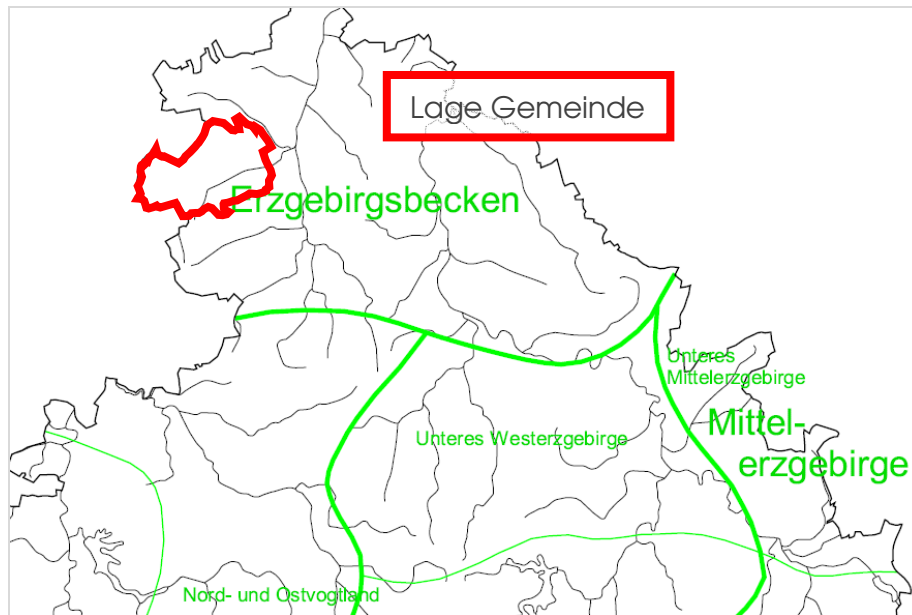 Lage Gemeinde
Erzgebirgsbecken
Unteres
Mittelerzgebirge
Mittel-
erzgebirge
Unteres Westerzgebirge
Nord- und Ostvogtland